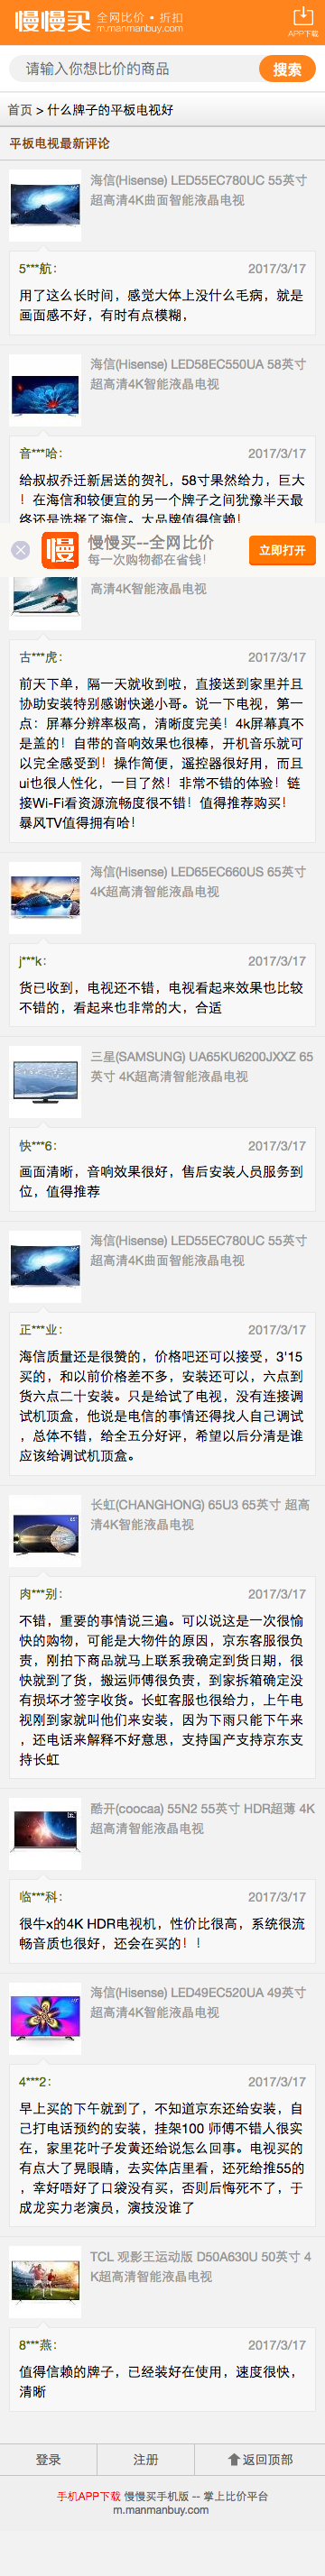 慢慢买 全网比价 • 折扣
m.manmanbuy.com
APP下载
请输入你想比价的商品
搜索
首页 > 什么牌子的平板电视好
平板电视最新评论
海信(Hisense) LED55EC780UC 55英寸
超高清4K曲面智能液晶电视
5***航：
2017/3/17
用了这么长时间，感觉大体上没什么毛病，就是
画面感不好，有时有点模糊，
海信(Hisense) LED58EC550UA 58英寸
超高清4K智能液晶电视
音***哈：
2017/3/17
给叔叔乔迁新居送的贺礼，58寸果然给力，巨大
！在海信和较便宜的另一个牌子之间犹豫半天最
终还是选择了海信。大品牌值得信赖！
慢 慢慢买--全网比价
每一次购物都在省钱！
立即打开
高清4K智能液晶电视
古***虎：
2017/3/17
前天下单，隔一天就收到啦，直接送到家里并且
协助安装特别感谢快递小哥。说一下电视，第一
点：屏幕分辨率极高，清晰度完美！4k屏幕真不
是盖的！自带的音响效果也很棒，开机音乐就可
以完全感受到！操作简便，遥控器很好用，而且
ui也很人性化，一目了然！非常不错的体验！链
接Wi-Fi看资源流畅度很不错！值得推荐购买！
暴风TV值得拥有哈！
海信(Hisense) LED65EC660US 65英寸
4K超高清智能液晶电视
j***k：
2017/3/17
货已收到，电视还不错，电视看起来效果也比较
不错的，看起来也非常的大，合适
三星(SAMSUNG) UA65KU6200JXXZ 65
英寸 4K超高清智能液晶电视
快***6：
2017/3/17
画面清晰，音响效果很好，售后安装人员服务到
位，值得推荐
海信(Hisense) LED55EC780UC 55英寸
超高清4K曲面智能液晶电视
正***业：
2017/3/17
海信质量还是很赞的，价格吧还可以接受，3'15
买的，和以前价格差不多，安装还可以，六点到
货六点二十安装。只是给试了电视，没有连接调
试机顶盒，他说是电信的事情还得找人自己调试
，总体不错，给全五分好评，希望以后分清是谁
应该给调试机顶盒。
长虹(CHANGHONG) 65U3 65英寸 超高
清4K智能液晶电视
肉***别：
2017/3/17
不错，重要的事情说三遍。可以说这是一次很愉
快的购物，可能是大物件的原因，京东客服很负
责，刚拍下商品就马上联系我确定到货日期，很
快就到了货，搬运师傅很负责，到家拆箱确定没
有损坏才签字收货。长虹客服也很给力，上午电
视刚到家就叫他们来安装，因为下雨只能下午来
，还电话来解释不好意思，支持国产支持京东支
持长虹
酷开(coocaa) 55N2 55英寸 HDR超薄 4K
超高清智能液晶电视
临***科：
2017/3/17
很牛x的4K HDR电视机，性价比很高，系统很流
畅音质也很好，还会在买的！！
海信(Hisense) LED49EC520UA 49英寸
超高清4K智能液晶电视
4***2：
2017/3/17
早上买的下午就到了，不知道京东还给安装，自
己打电话预约的安装，挂架100 师傅不错人很实
在，家里花叶子发黄还给说怎么回事。电视买的
有点大了晃眼睛，去实体店里看，还死给推55的
，幸好唔好了口袋没有买，否则后悔死不了，于
成龙实力老演员，演技没谁了
TCL 观影王运动版 D50A630U 50英寸 4
K超高清智能液晶电视
8***燕：
2017/3/17
值得信赖的牌子，已经装好在使用，速度很快，
清晰
登录
注册
返回顶部
手机APP下载 慢慢买手机版 -- 掌上比价平台
m.manmanbuy.com